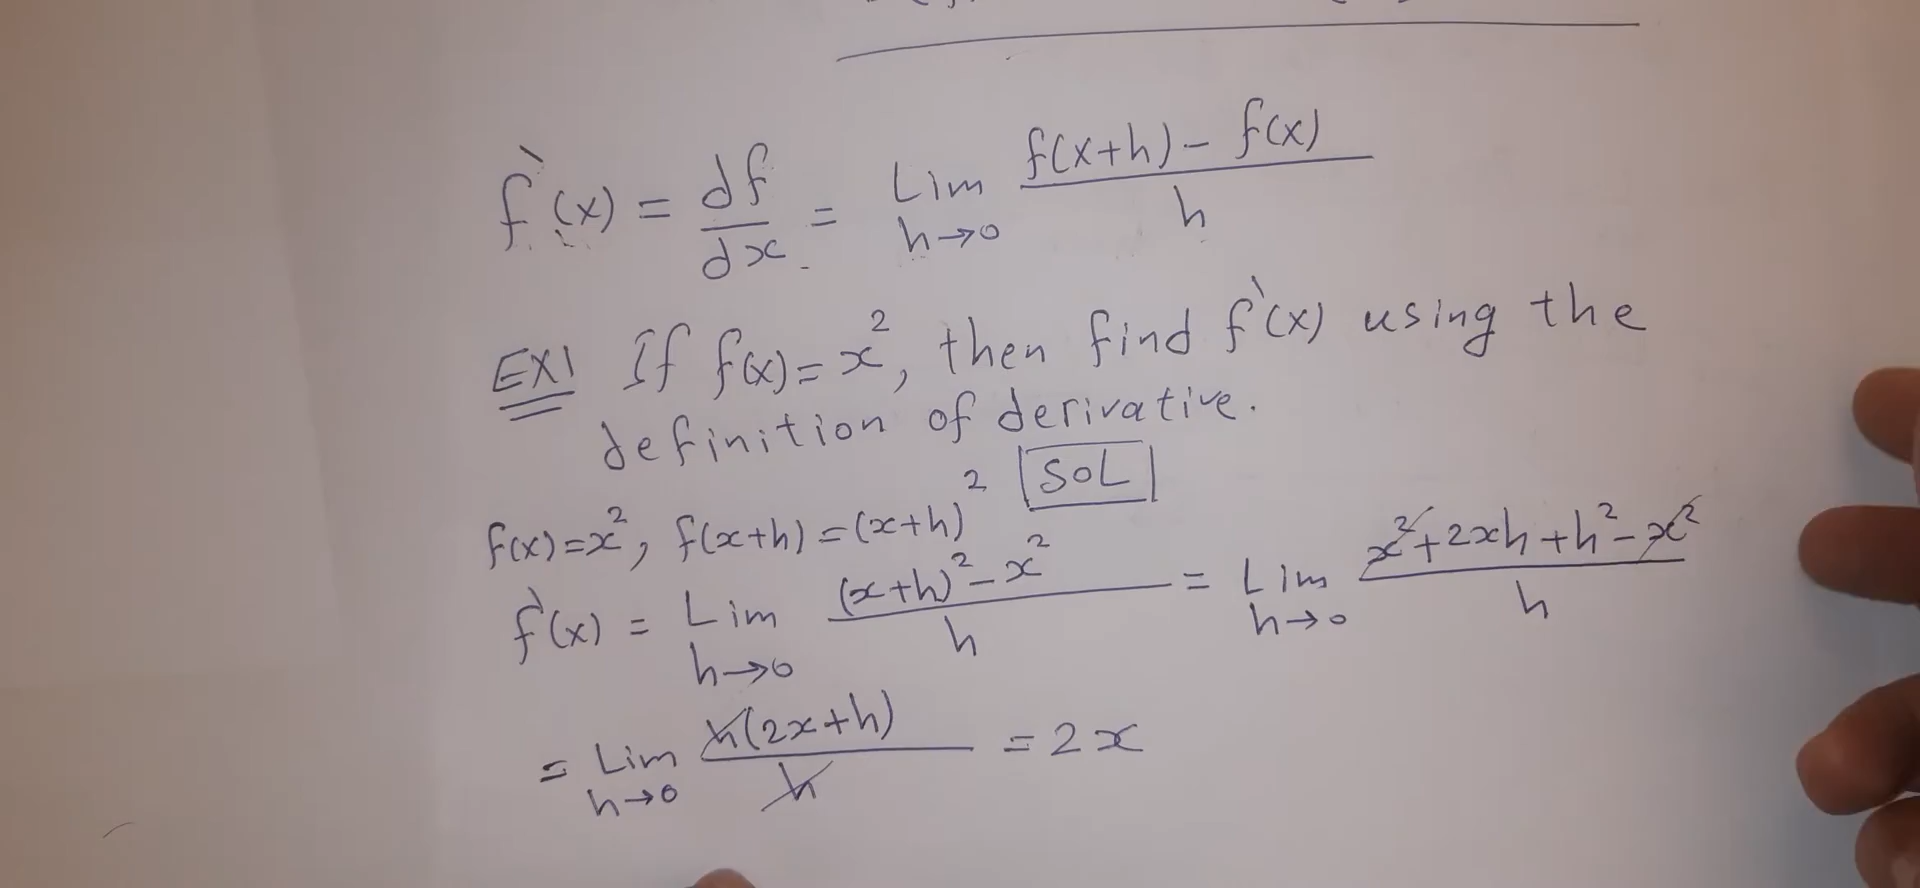 f`(x) = df/dx = Lim h→0 (f(x+h) - f(x))/h
EX1 If f(x) = x², then find f`(x) using the
definition of derivative.
SOL
f(x) = x², f(x+h) = (x+h)²
f`(x) = Lim h→0 ((x+h)² - x²)/h = Lim h→0 (x² + 2xh + h² - x²)/h
= Lim h→0 h(2x+h)/h = 2x